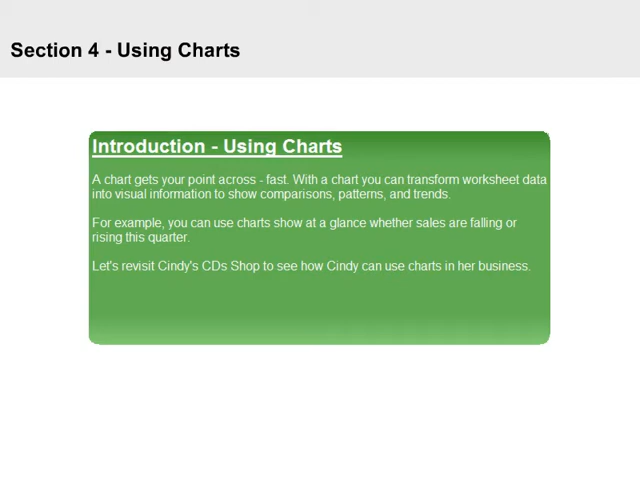 Section 4 - Using Charts
Introduction - Using Charts
A chart gets your point across - fast. With a chart you can transform worksheet data
into visual information to show comparisons, patterns, and trends.
For example, you can use charts show at a glance whether sales are falling or
rising this quarter.
Let's revisit Cindy's CDs Shop to see how Cindy can use charts in her business.